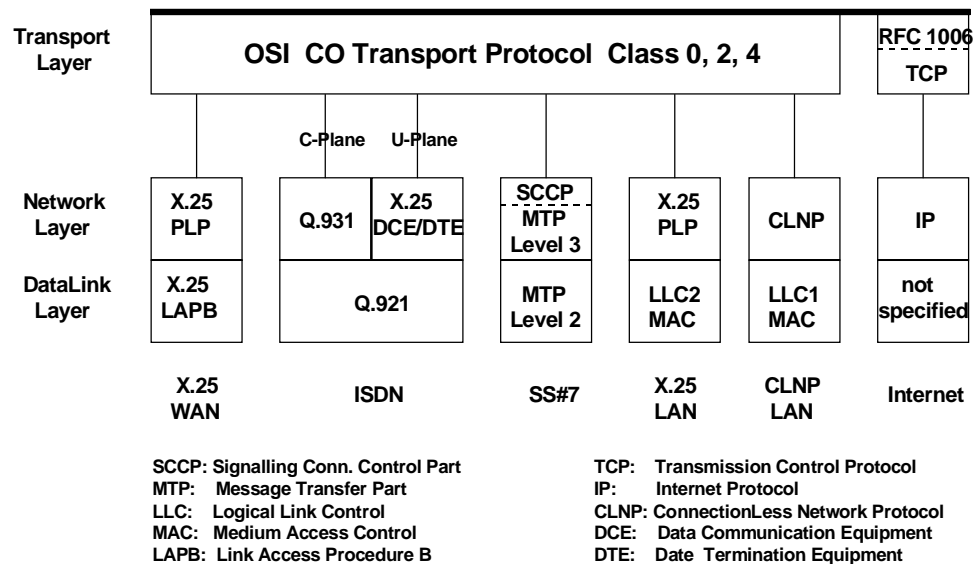 Transport
Layer
OSI CO Transport Protocol Class 0, 2, 4
RFC 1006
TCP
C-Plane
U-Plane
Network
Layer
X.25
PLP
Q.931
X.25
DCE/DTE
SCCP
MTP
Level 3
X.25
PLP
CLNP
IP
DataLink
Layer
X.25
LAPB
Q.921
MTP
Level 2
LLC2
MAC
LLC1
MAC
not
specified
X.25
WAN
ISDN
SS#7
X.25
LAN
CLNP
LAN
Internet
SCCP: Signalling Conn. Control Part
MTP: Message Transfer Part
LLC: Logical Link Control
MAC: Medium Access Control
LAPB: Link Access Procedure B
TCP: Transmission Control Protocol
IP: Internet Protocol
CLNP: ConnectionLess Network Protocol
DCE: Data Communication Equipment
DTE: Date Termination Equipment